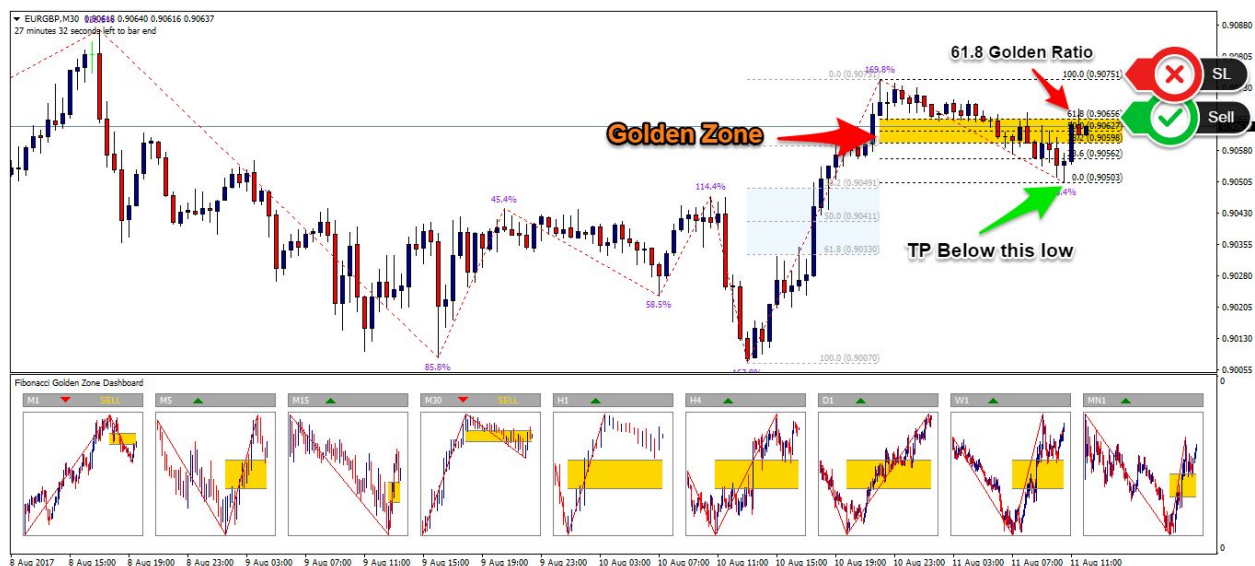 EURGBP,M30 0.90618 0.90640 0.90616 0.90637
27 minutes 32 seconds left to bar end
0.90880
0.90805
0.90505
0.90430
0.90355
0.90280
0.90205
0.90130
0.90055
61.8 Golden Ratio
SL
Sell
Golden Zone
TP Below this low
169.8%
100.0 (0.90751)
61.8 (0.90656)
(0.90598)
(0.90562)
0.0 (0.90503)
(0.90491)
50.0 (0.90411)
61.8 (0.90330)
100.0 (0.90070)
114.4%
45.4%
58.5%
85.8%
Fibonacci Golden Zone Dashboard
M1 SELL
M5
M15
M30 SELL
H1
H4
D1
W1
MN1
0
0
8 Aug 2017
8 Aug 15:00
8 Aug 19:00
8 Aug 23:00
9 Aug 03:00
9 Aug 07:00
9 Aug 11:00
9 Aug 15:00
9 Aug 19:00
9 Aug 23:00
10 Aug 03:00
10 Aug 07:00
10 Aug 11:00
10 Aug 15:00
10 Aug 19:00
10 Aug 23:00
11 Aug 03:00
11 Aug 07:00
11 Aug 11:00